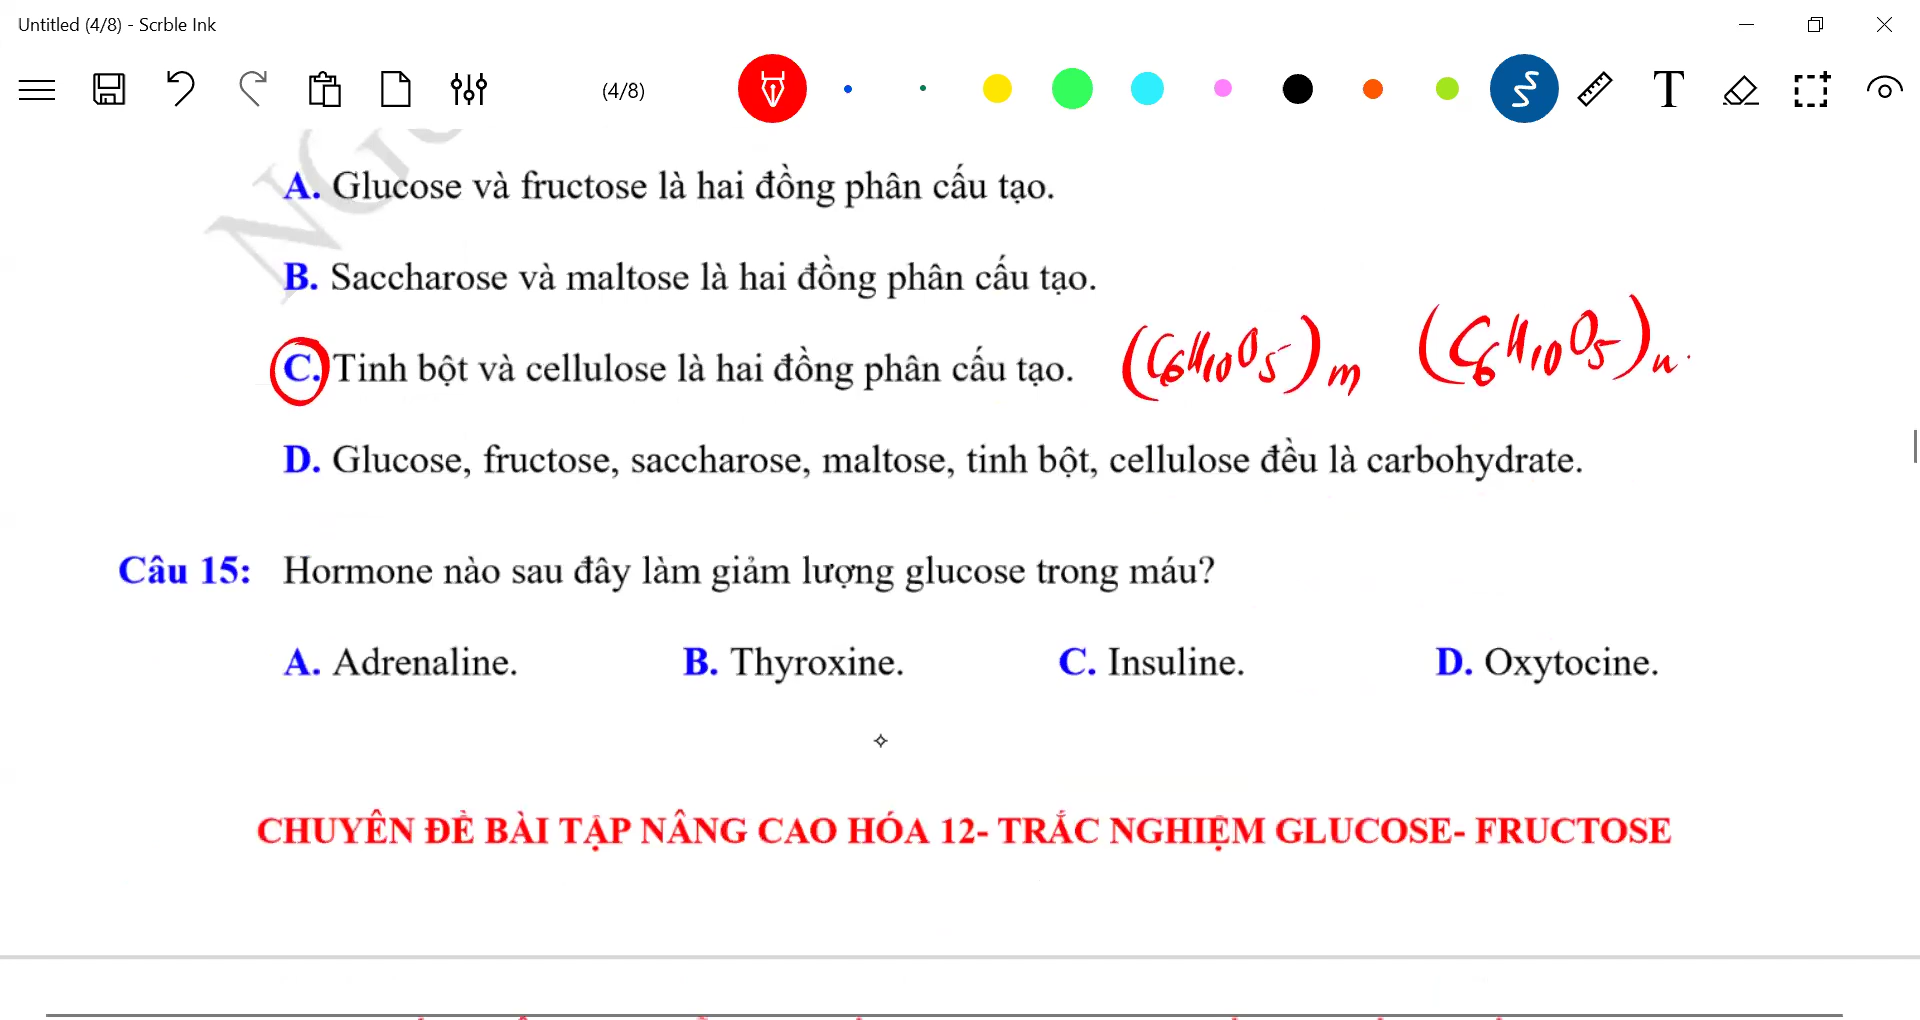 Untitled (4/8) - Scrble Ink
(4/8)
T
A. Glucose và fructose là hai đồng phân cấu tạo.
B. Saccharose và maltose là hai đồng phân cấu tạo.
C. Tinh bột và cellulose là hai đồng phân cấu tạo. (C6H10O5)m (C6H10O5)n.
D. Glucose, fructose, saccharose, maltose, tinh bột, cellulose đều là carbohydrate.
Câu 15: Hormone nào sau đây làm giảm lượng glucose trong máu?
A. Adrenaline. B. Thyroxine. C. Insuline. D. Oxytocine.
CHUYÊN ĐỀ BÀI TẬP NÂNG CAO HÓA 12- TRẮC NGHIỆM GLUCOSE- FRUCTOSE